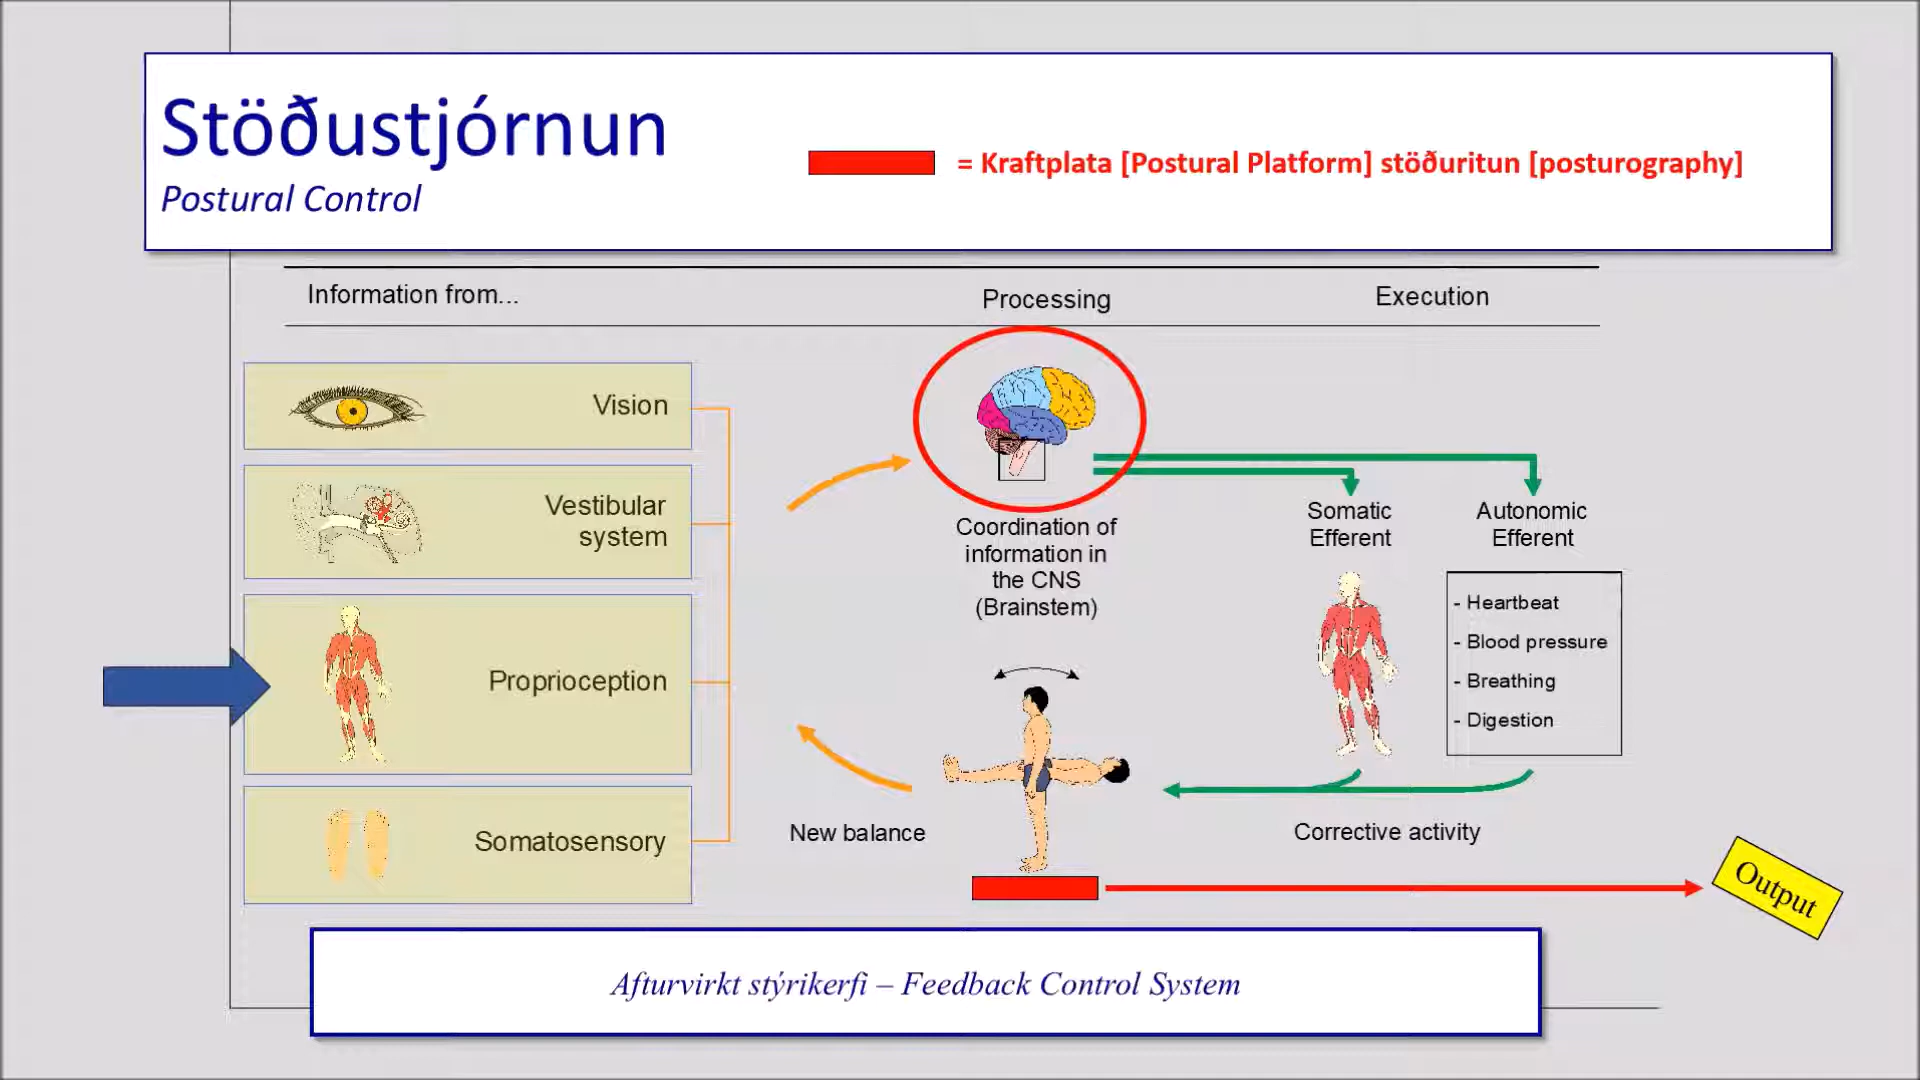 Stöðustjórnun
Postural Control
= Kraftplata [Postural Platform] stöðuritun [posturography]
Information from...
Processing
Execution
Vision
Vestibular
system
Proprioception
Somatosensory
Coordination of
information in
the CNS
(Brainstem)
Somatic
Efferent
Autonomic
Efferent
- Heartbeat
- Blood pressure
- Breathing
- Digestion
New balance
Corrective activity
Output
Afturvirkt stýrikerfi – Feedback Control System